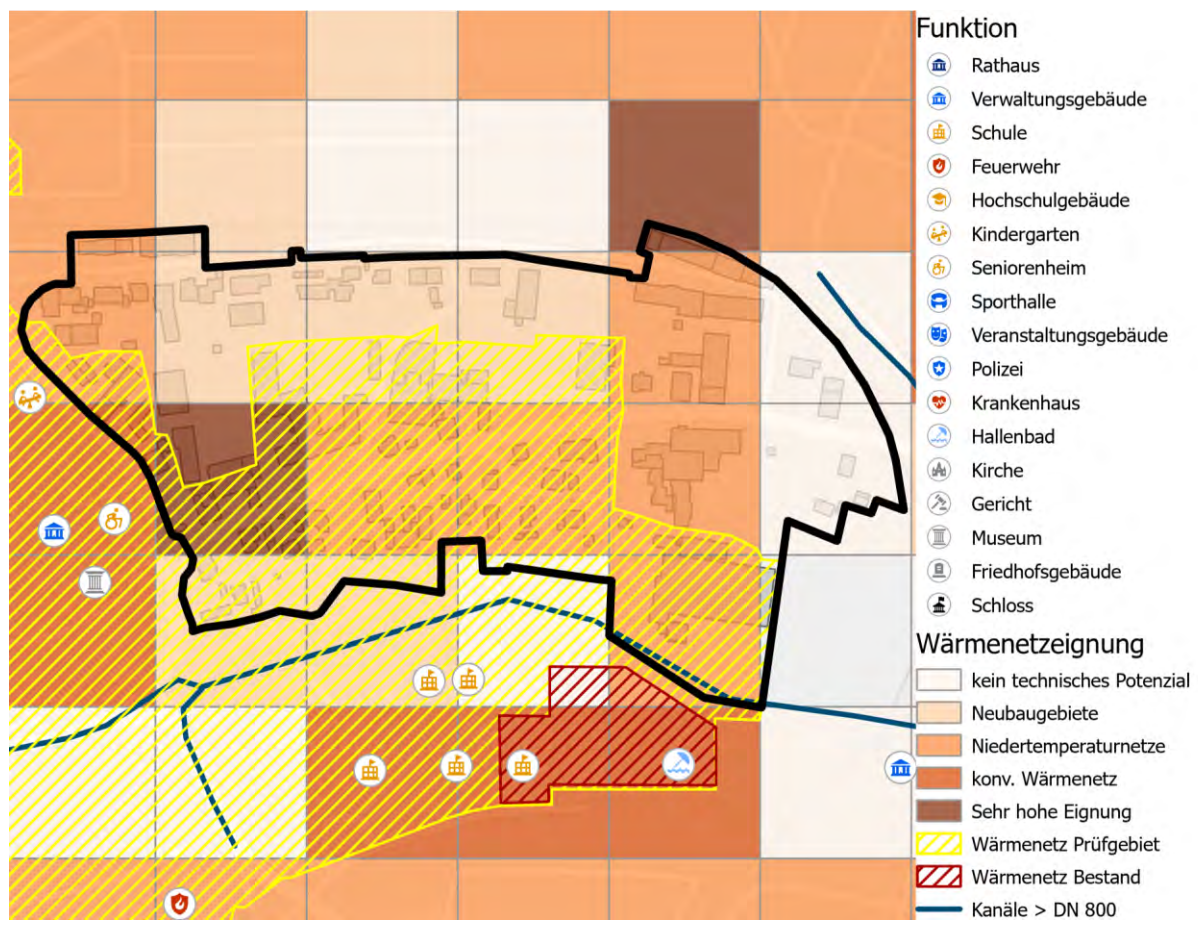 Funktion
Rathaus
Verwaltungsgebäude
Schule
Feuerwehr
Hochschulgebäude
Kindergarten
Seniorenheim
Sporthalle
Veranstaltungsgebäude
Polizei
Krankenhaus
Hallenbad
Kirche
Gericht
Museum
Friedhofsgebäude
Schloss
Wärmenetzeignung
kein technisches Potenzial
Neubaugebiete
Niedertemperaturnetze
konv. Wärmenetz
Sehr hohe Eignung
Wärmenetz Prüfgebiet
Wärmenetz Bestand
Kanäle > DN 800